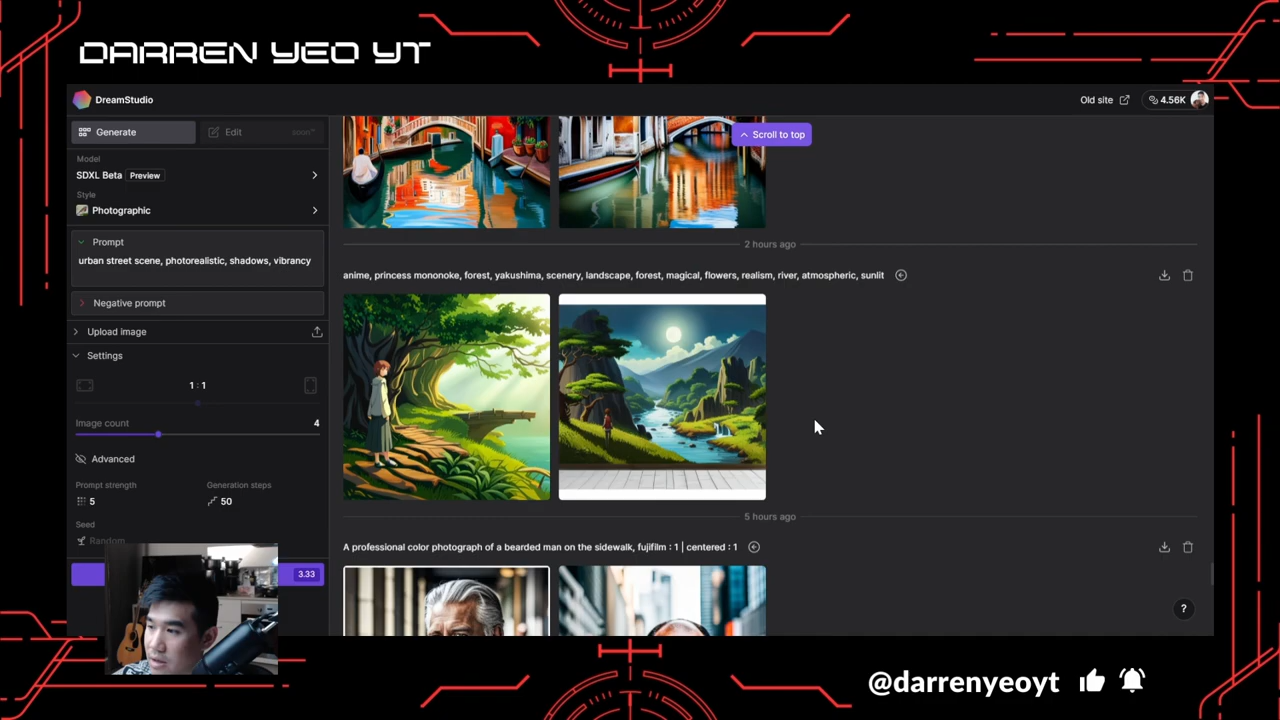 DARREN YEO YT
DreamStudio
Old site
4.56K
Generate
Edit
soon™
Scroll to top
Model
SDXL Beta Preview
Style
Photographic
2 hours ago
Prompt
urban street scene, photorealistic, shadows, vibrancy
anime, princess mononoke, forest, yakushima, scenery, landscape, forest, magical, flowers, realism, river, atmospheric, sunlit
Negative prompt
Upload image
Settings
1 : 1
Image count
4
Advanced
Prompt strength
Generation steps
5
50
5 hours ago
Seed
Random
A professional color photograph of a bearded man on the sidewalk, fujifilm : 1 | centered : 1
3.33
?
@darrenyeoyt